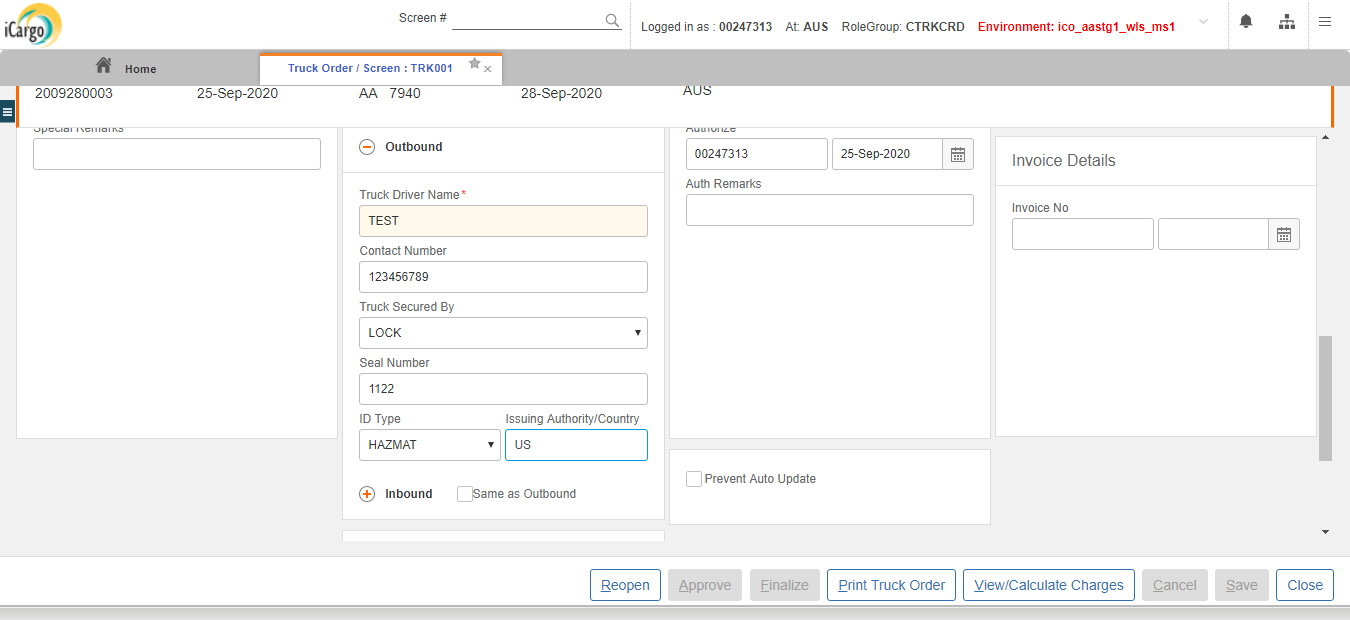 iCargo
Screen #
Logged in as : 00247313 At: AUS RoleGroup: CTRKCRD Environment: ico_aastg1_wls_ms1
Home
Truck Order / Screen : TRK001
2009280003 25-Sep-2020 AA 7940 28-Sep-2020 AUS
Special Remarks
Outbound
Truck Driver Name*
TEST
Contact Number
123456789
Truck Secured By
LOCK
Seal Number
1122
ID Type Issuing Authority/Country
HAZMAT US
Inbound Same as Outbound
Authorize
00247313 25-Sep-2020
Auth Remarks
Prevent Auto Update
Invoice Details
Invoice No
Reopen Approve Finalize Print Truck Order View/Calculate Charges Cancel Save Close